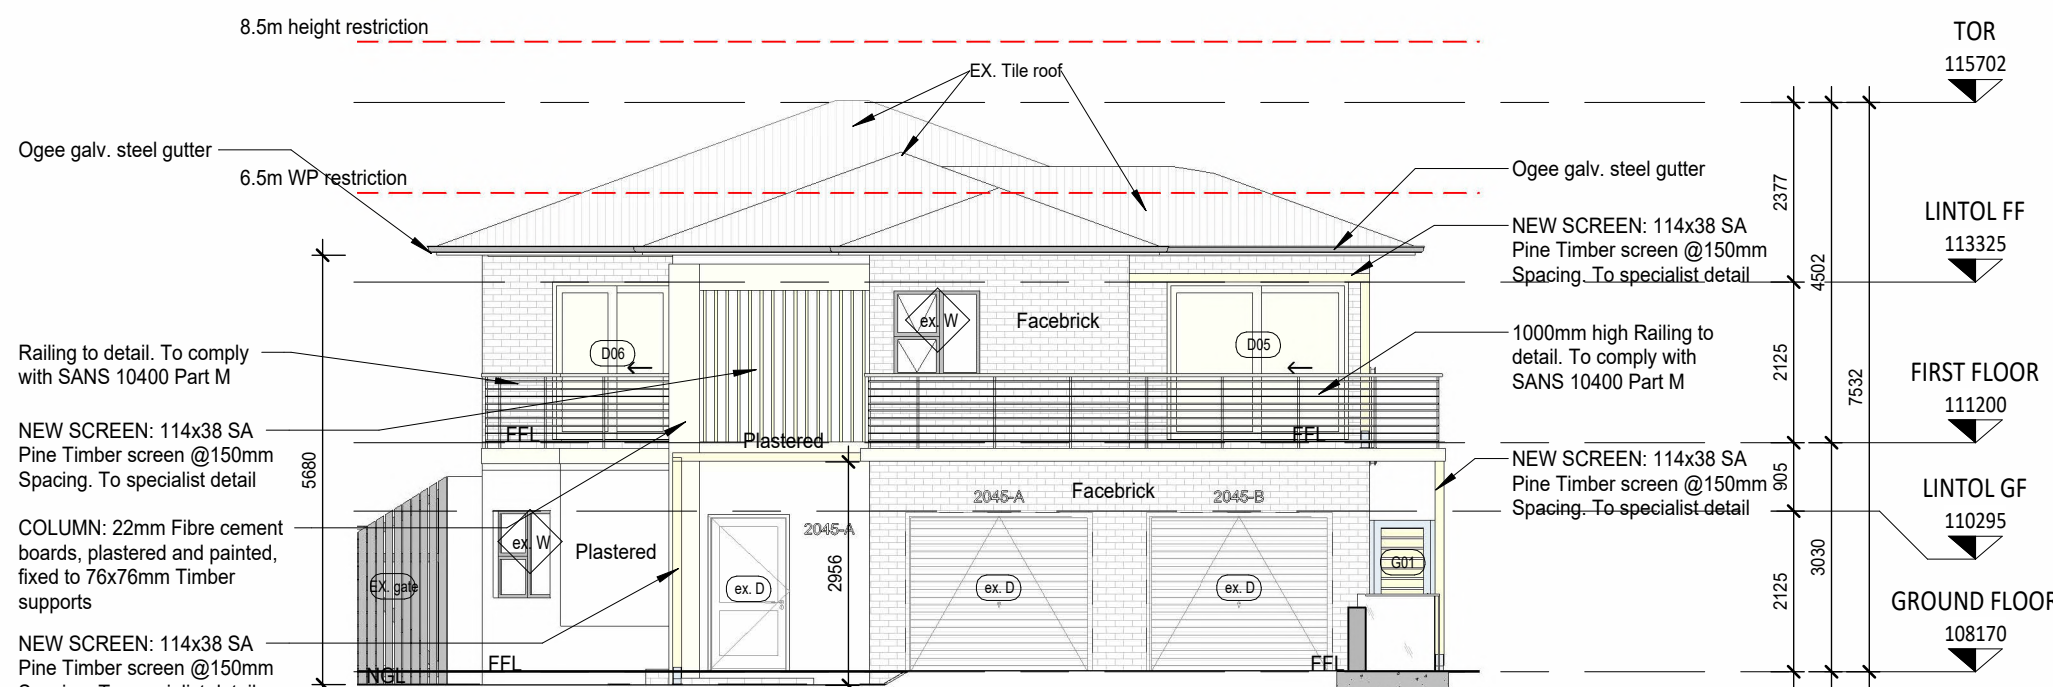 8.5m height restriction
TOR
115702
EX. Tile roof
Ogee galv. steel gutter
6.5m WP restriction
Ogee galv. steel gutter
2377
LINTOL FF
113325
NEW SCREEN: 114x38 SA
Pine Timber screen @150mm
Spacing. To specialist detail
4502
ex. W
Facebrick
D06
D05
Railing to detail. To comply
with SANS 10400 Part M
1000mm high Railing to
detail. To comply with
SANS 10400 Part M
2125
7532
FIRST FLOOR
111200
NEW SCREEN: 114x38 SA
Pine Timber screen @150mm
Spacing. To specialist detail
5680
FFL
Plastered
FFL
NEW SCREEN: 114x38 SA
Pine Timber screen @150mm
Spacing. To specialist detail
905
LINTOL GF
110295
2045-A
Facebrick
2045-B
2045-A
COLUMN: 22mm Fibre cement
boards, plastered and painted,
fixed to 76x76mm Timber
supports
ex. W
Plastered
2956
EX. gate
ex. D
ex. D
ex. D
G01
2125
3030
GROUND FLOOR
108170
NEW SCREEN: 114x38 SA
Pine Timber screen @150mm
Spacing. To specialist detail
NGL
FFL
FFL